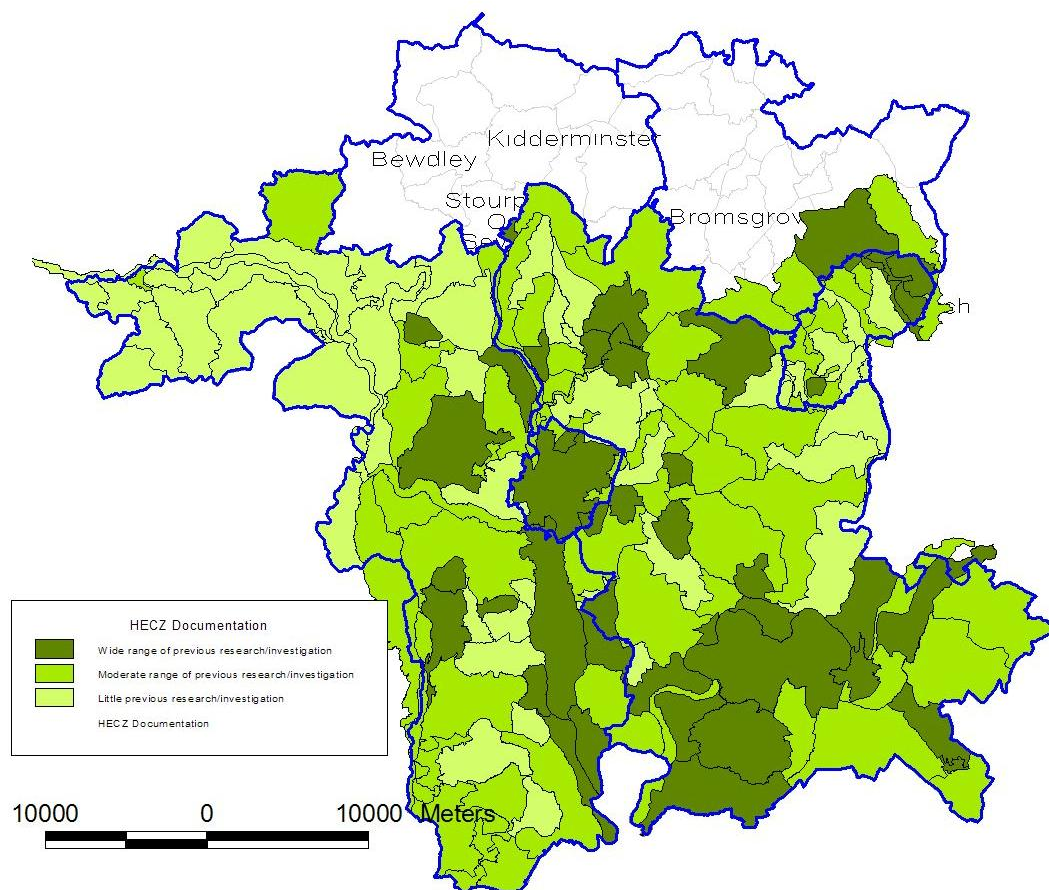 Kidderminster
Bewdley
Stourp
O
Bromsgrov
HECZ Documentation
Wide range of previous research/investigation
Moderate range of previous research/investigation
Little previous research/investigation
HECZ Documentation
10000 0 10000 Meters